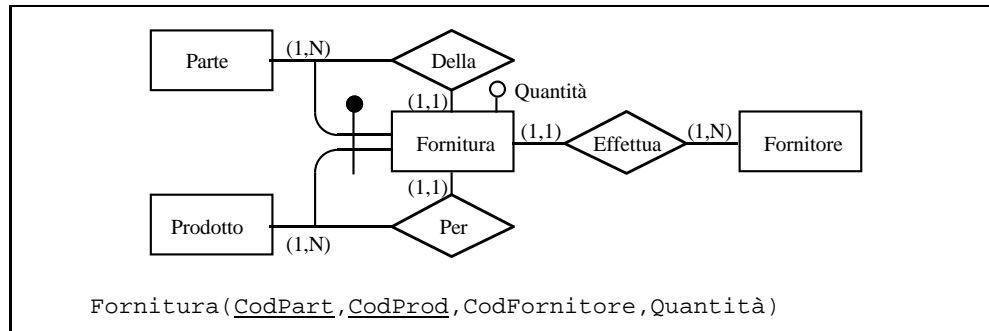 Parte
(1,N)
Della
(1,1)
Quantità
Fornitura
(1,1)
Effettua
(1,N)
Fornitore
(1,1)
Prodotto
(1,N)
Per
Fornitura(CodPart,CodProd,CodFornitore,Quantità)